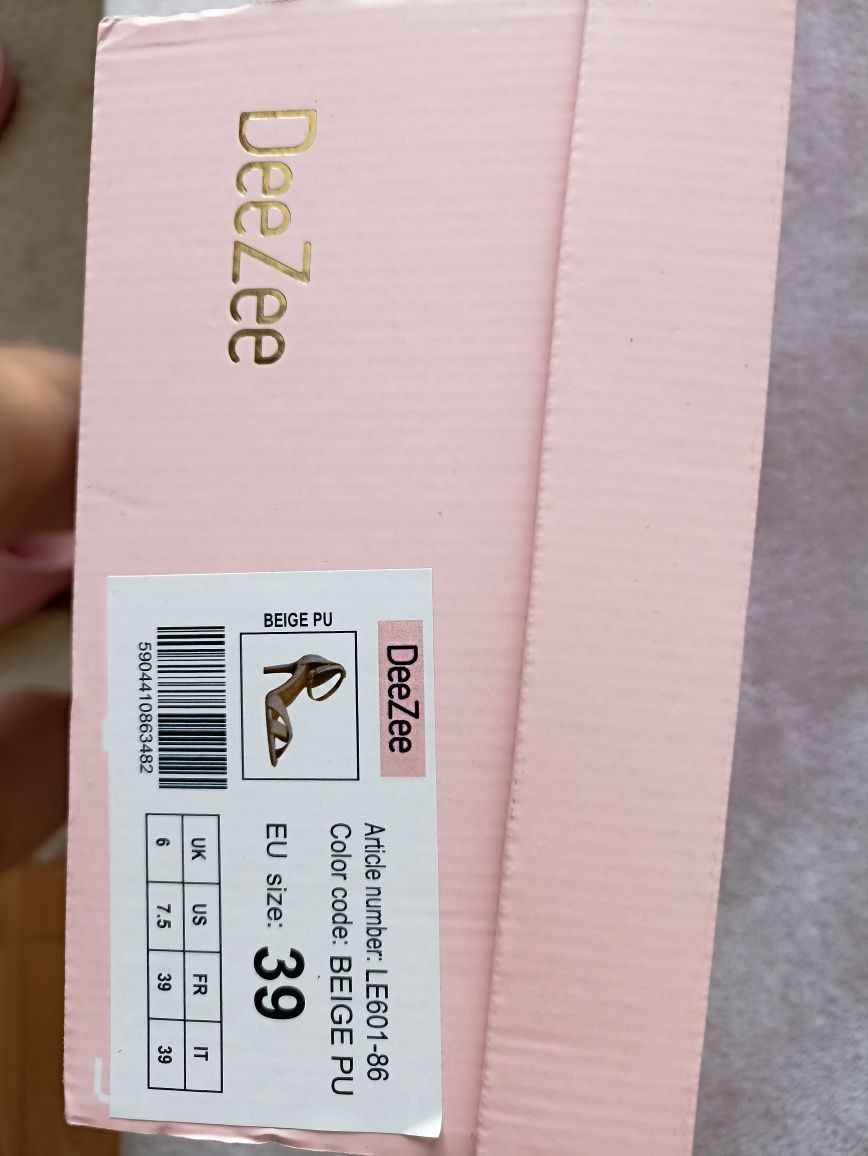 DeeZee
DeeZee
BEIGE PU
Article number: LE601-86
Color code: BEIGE PU
EU size: 39
5904410863482
UK US FR IT
6 7.5 39 39